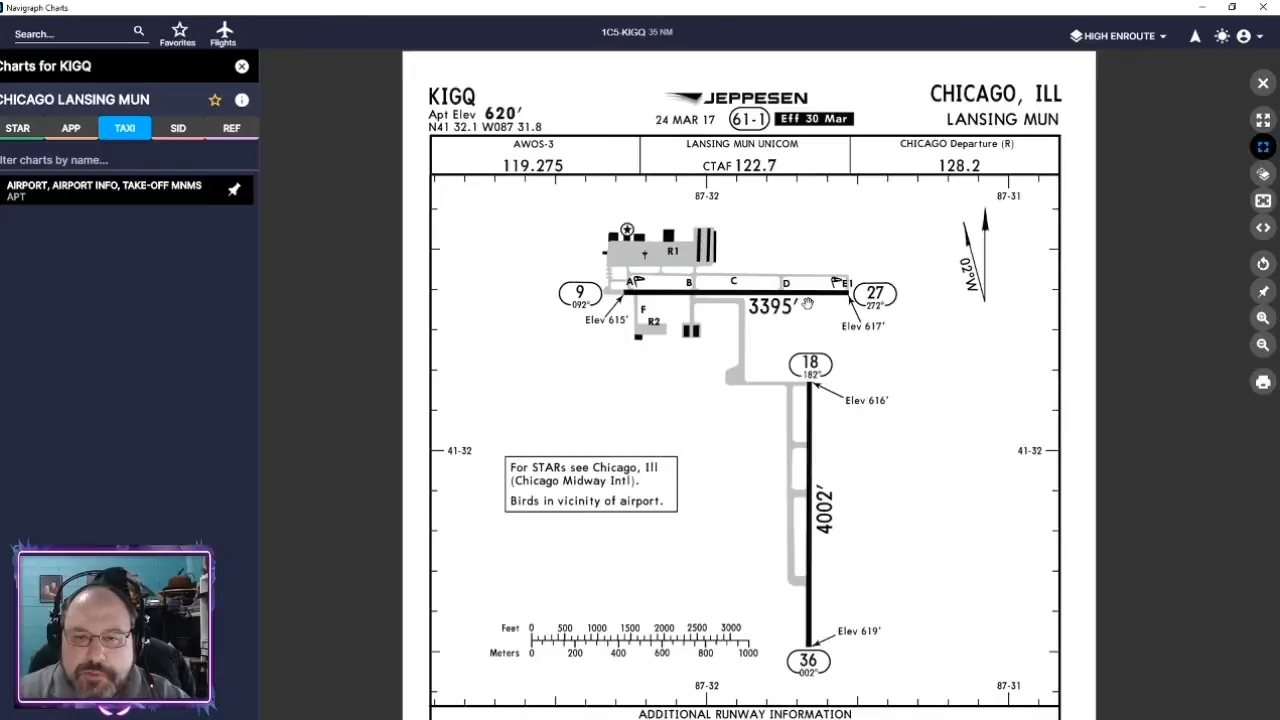 Navigraph Charts
Search...
Favorites
Flights
1C5-KIGQ 35 NM
HIGH ENROUTE
Charts for KIGQ
CHICAGO LANSING MUN
STAR APP TAXI SID REF
lter charts by name...
AIRPORT, AIRPORT INFO, TAKE-OFF MNMS
APT
KIGQ
Apt Elev 620'
N41 32.1 W087 31.8
JEPPESEN
24 MAR 17 61-1 Eff 30 Mar
CHICAGO, ILL
LANSING MUN
AWOS-3
119.275
LANSING MUN UNICOM
CTAF 122.7
CHICAGO Departure (R)
128.2
87-32
87-31
R1
02°W
A B C D E1
9
092°
27
272°
3395'
Elev 615'
F
R2
Elev 617'
18
182°
Elev 616'
41-32
41-32
For STARs see Chicago, Ill
(Chicago Midway Intl).
Birds in vicinity of airport.
4002'
Feet 0 500 1000 1500 2000 2500 3000
Meters 0 200 400 600 800 1000
Elev 619'
36
002°
87-32
87-31
ADDITIONAL RUNWAY INFORMATION